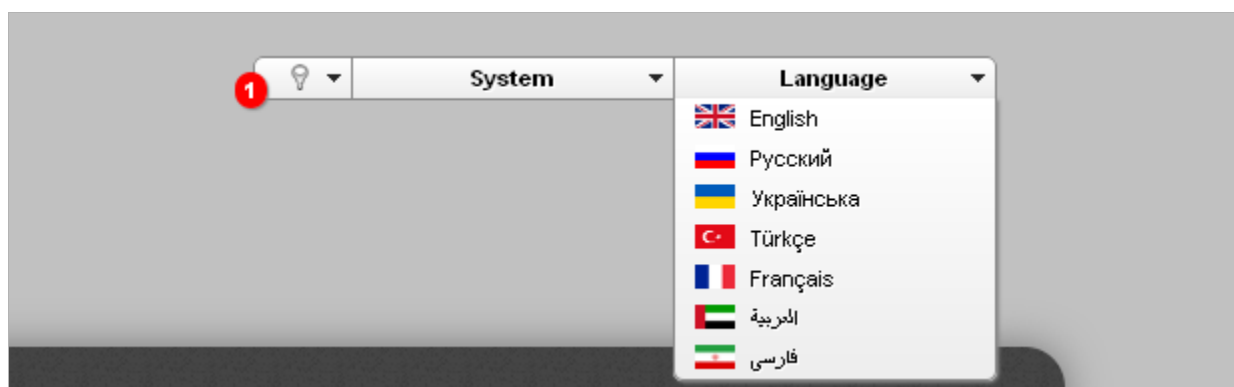 1 System Language
English
Русский
Українська
Türkçe
Français
العربية
فارسی